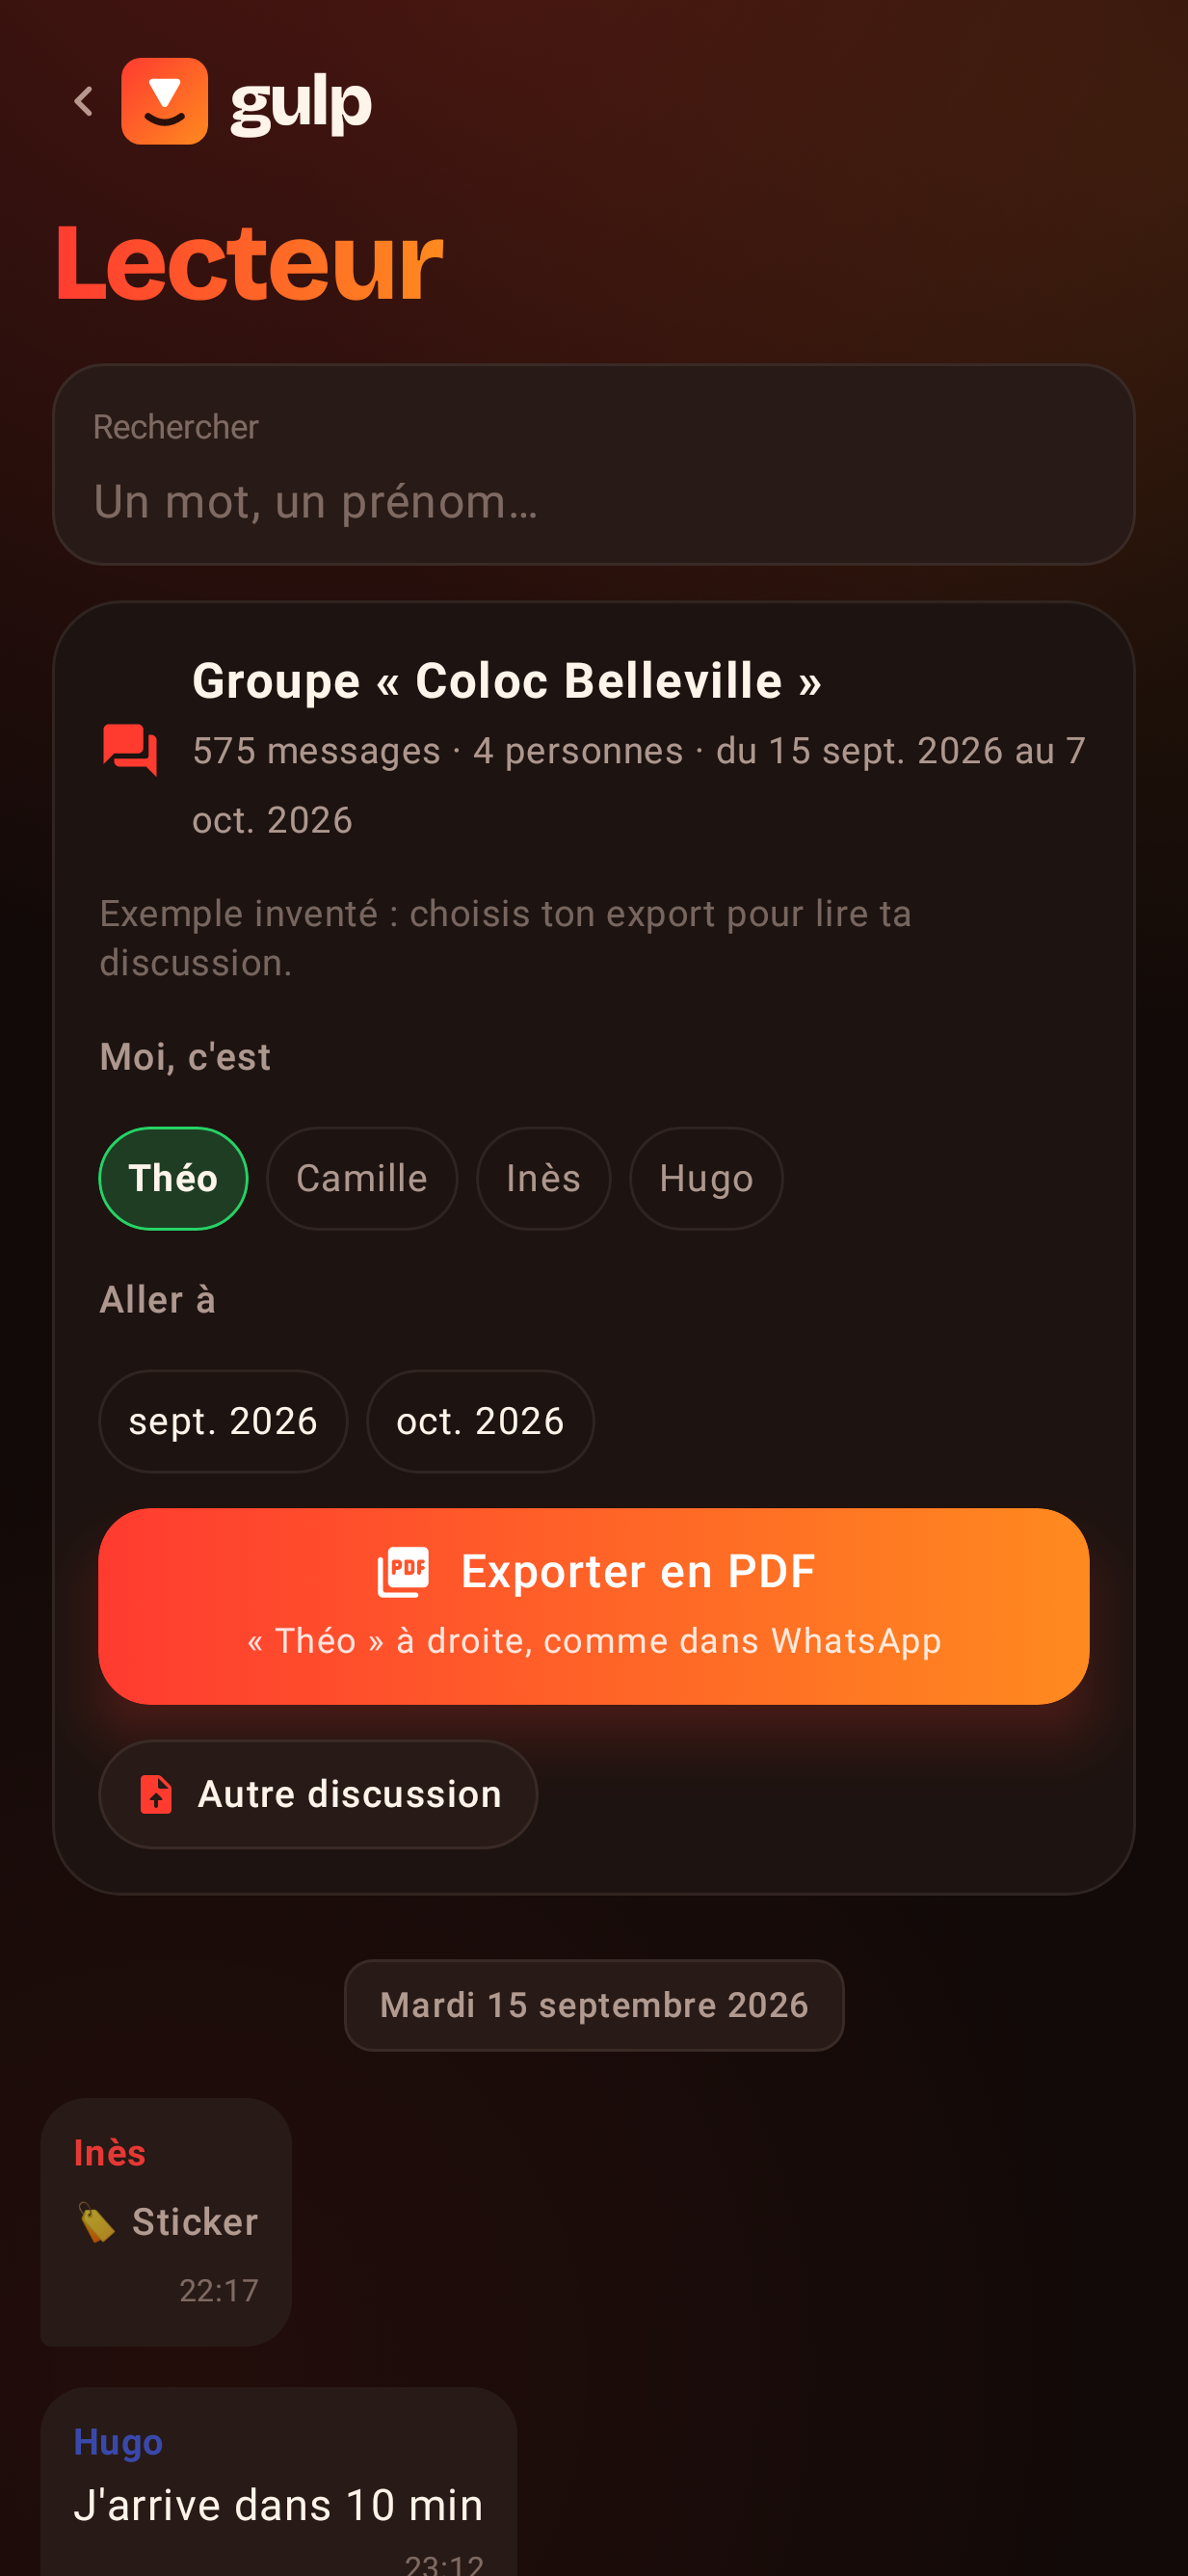 gulp
Lecteur
Rechercher
Un mot, un prénom…
Groupe « Coloc Belleville »
575 messages · 4 personnes · du 15 sept. 2026 au 7
oct. 2026
Exemple inventé : choisis ton export pour lire ta
discussion.
Moi, c'est
Théo Camille Inès Hugo
Aller à
sept. 2026 oct. 2026
PDF Exporter en PDF
« Théo » à droite, comme dans WhatsApp
Autre discussion
Mardi 15 septembre 2026
Inès
🏷️ Sticker
22:17
Hugo
J'arrive dans 10 min
23:12